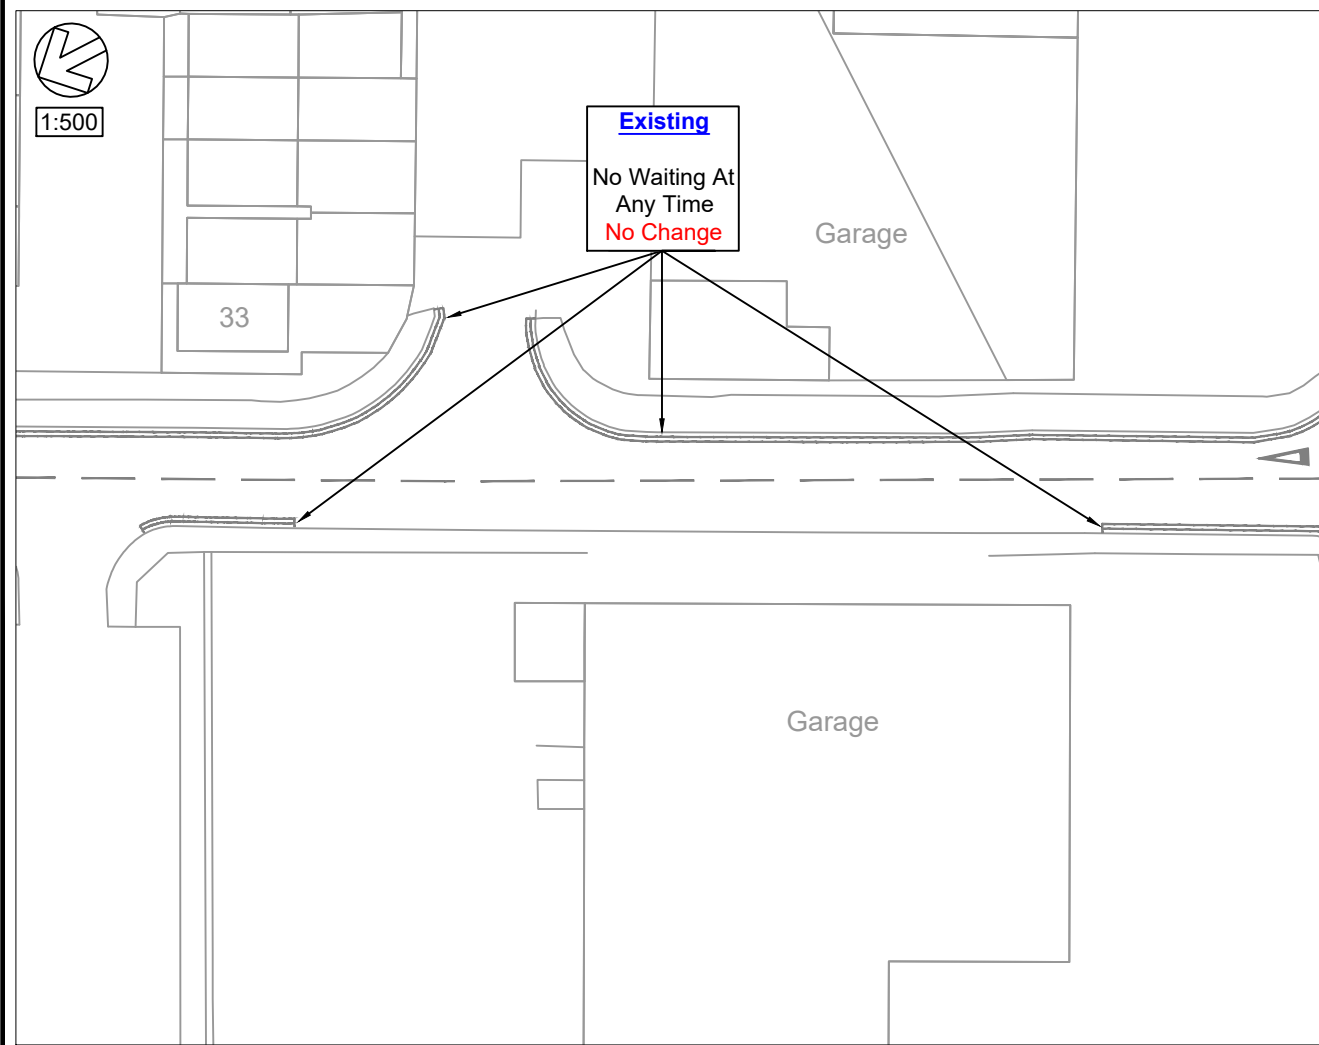 1:500
Existing
No Waiting At
Any Time
No Change
Garage
33
Garage